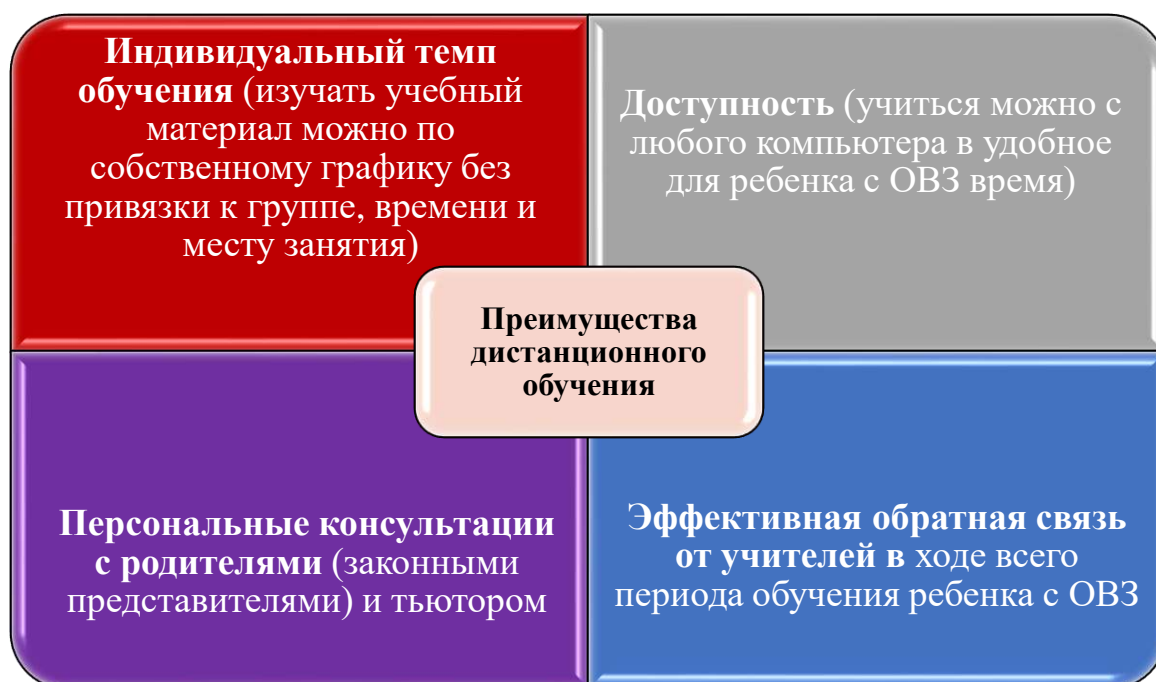 Индивидуальный темп
обучения (изучать учебный
материал можно по
собственному графику без
привязки к группе, времени и
месту занятия)
Доступность (учиться можно с
любого компьютера в удобное
для ребенка с ОВЗ время)
Преимущества
дистанционного
обучения
Персональные консультации
с родителями (законными
представителями) и тьютором
Эффективная обратная связь
от учителей в ходе всего
периода обучения ребенка с ОВЗ